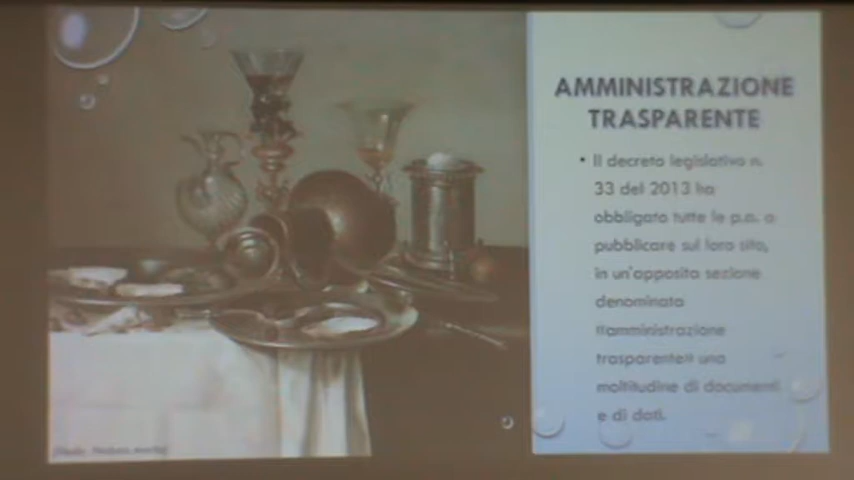 AMMINISTRAZIONE
TRASPARENTE
• Il decreto legislativo n.
33 del 2013 ha
obbligato tutte le p.a. a
pubblicare sul loro sito,
in un'apposita sezione
denominata
"amministrazione
trasparente" una
moltitudine di documenti
e di dati.